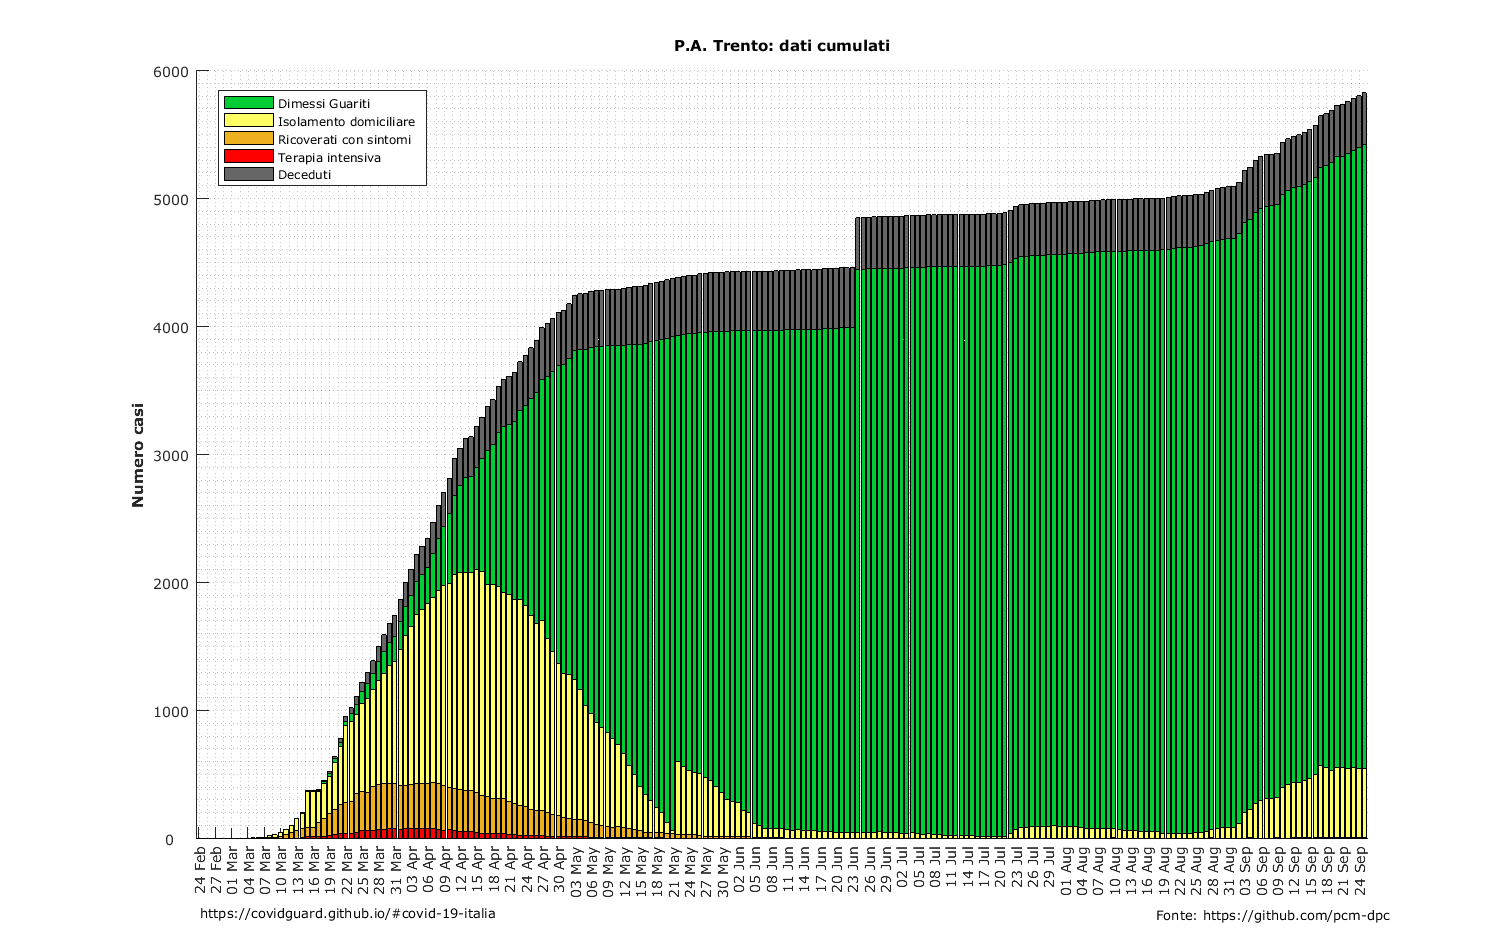 P.A. Trento: dati cumulati
6000
5000
4000
3000
2000
1000
0
Numero casi
Dimessi Guariti
Isolamento domiciliare
Ricoverati con sintomi
Terapia intensiva
Deceduti
24 Feb
27 Feb
01 Mar
04 Mar
07 Mar
10 Mar
13 Mar
16 Mar
19 Mar
22 Mar
25 Mar
28 Mar
31 Mar
03 Apr
06 Apr
09 Apr
12 Apr
15 Apr
18 Apr
21 Apr
24 Apr
27 Apr
30 Apr
03 May
06 May
09 May
12 May
15 May
18 May
21 May
24 May
27 May
30 May
02 Jun
05 Jun
08 Jun
11 Jun
14 Jun
17 Jun
20 Jun
23 Jun
26 Jun
29 Jun
02 Jul
05 Jul
08 Jul
11 Jul
14 Jul
17 Jul
20 Jul
23 Jul
26 Jul
29 Jul
01 Aug
04 Aug
07 Aug
10 Aug
13 Aug
16 Aug
19 Aug
22 Aug
25 Aug
28 Aug
31 Aug
03 Sep
06 Sep
09 Sep
12 Sep
15 Sep
18 Sep
21 Sep
24 Sep
https://covidguard.github.io/#covid-19-italia
Fonte: https://github.com/pcm-dpc